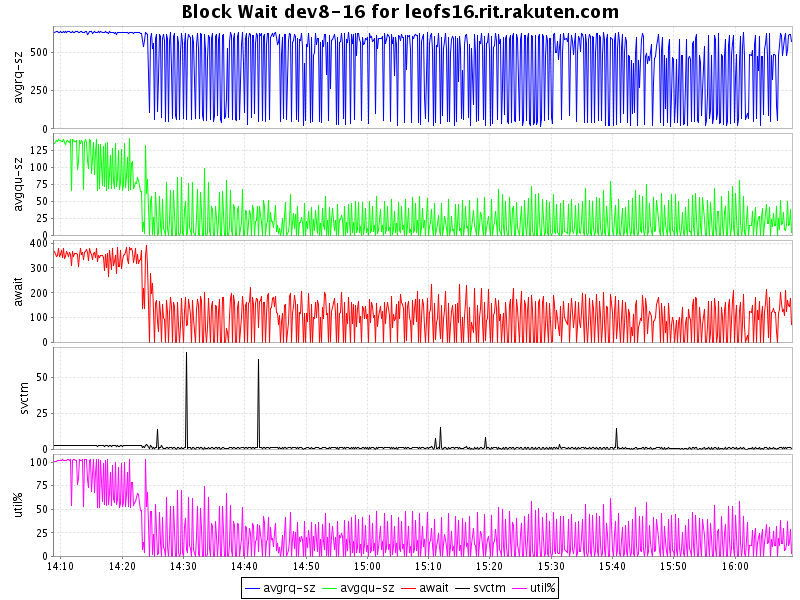 Block Wait dev8-16 for leofs16.rit.rakuten.com
avgrq-sz
500
250
0
avgqu-sz
125
100
75
50
25
0
await
400
300
200
100
0
svctm
50
25
0
util%
100
75
50
25
0
14:10 14:20 14:30 14:40 14:50 15:00 15:10 15:20 15:30 15:40 15:50 16:00
avgrq-sz avgqu-sz await svctm util%